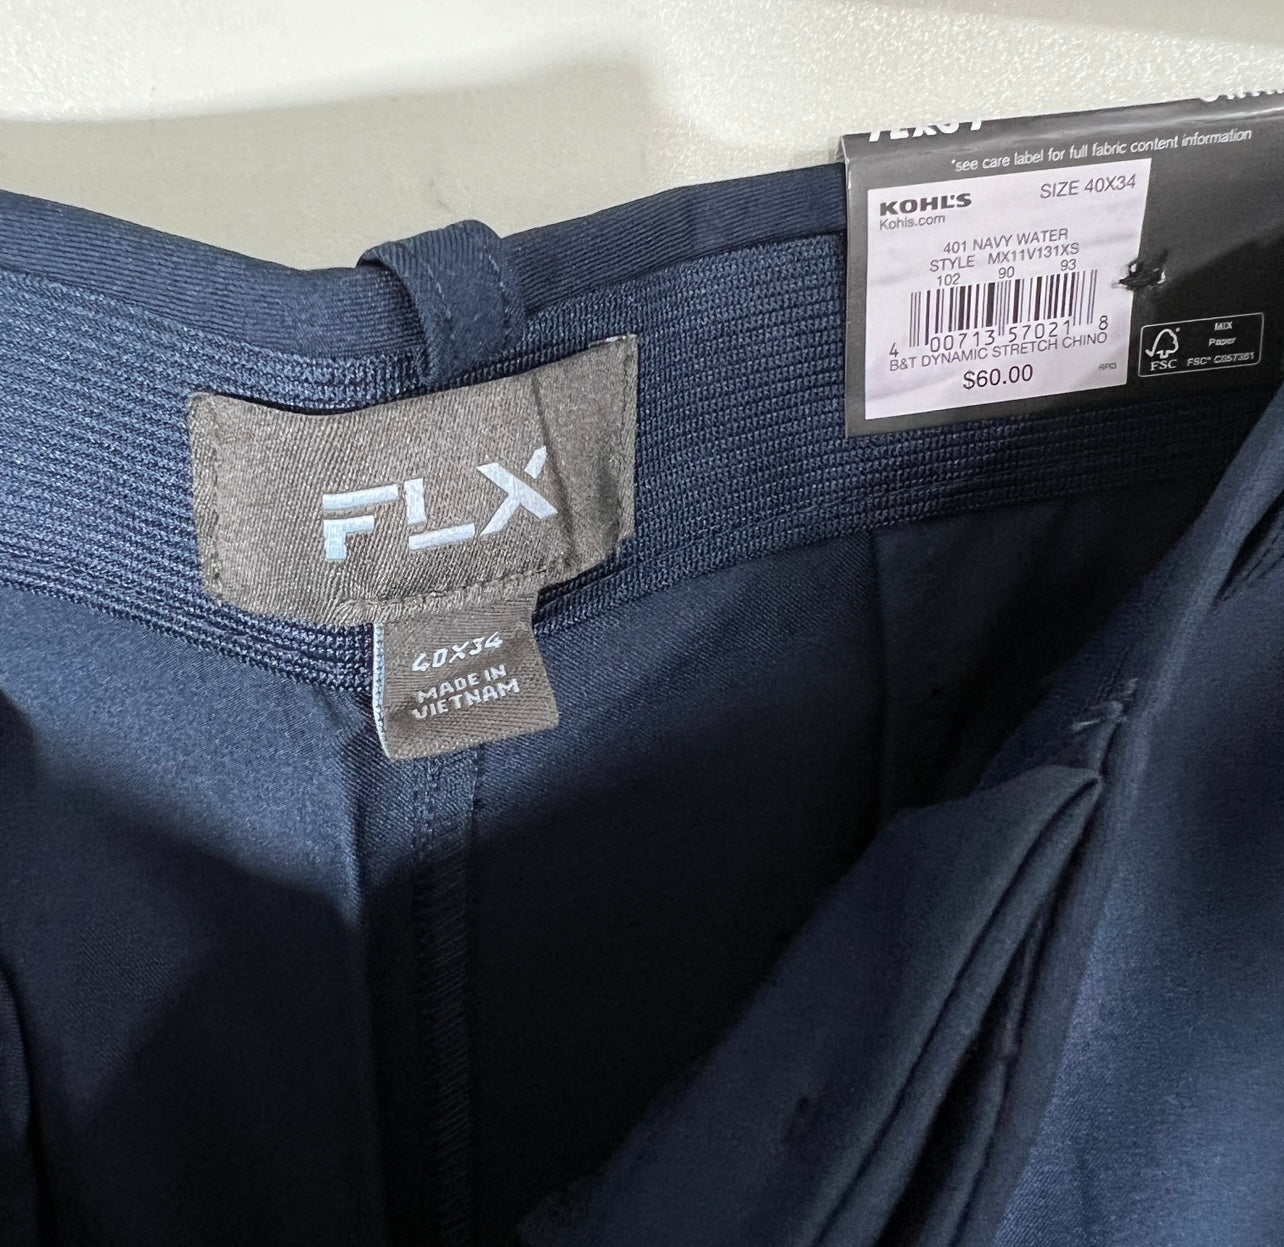 *see care label for full fabric content information
KOHL'S
SIZE 40X34
Kohls.com
401 NAVY WATER
STYLE MX11V131XS
102 90 93
4 00713 57021 8
B&T DYNAMIC STRETCH CHINO
$60.00
MIX
Paper
FSC
FSC®
FLX
40X34
MADE IN
VIETNAM